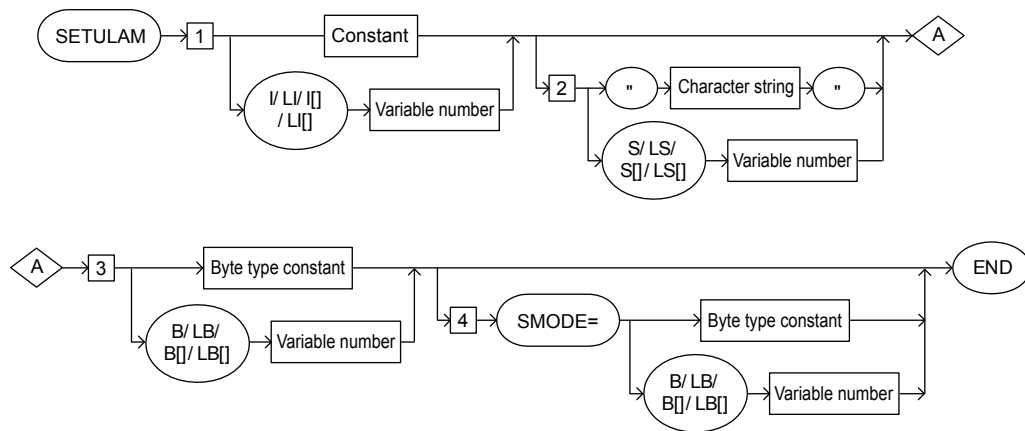 SETULAM
1
Constant
A
I/ LI/ I[]
/ LI[]
Variable number
2
"
Character string
"
S/ LS/
S[]/ LS[]
Variable number
A
3
Byte type constant
END
B/ LB/
B[]/ LB[]
Variable number
4
SMODE=
Byte type constant
B/ LB/
B[]/ LB[]
Variable number